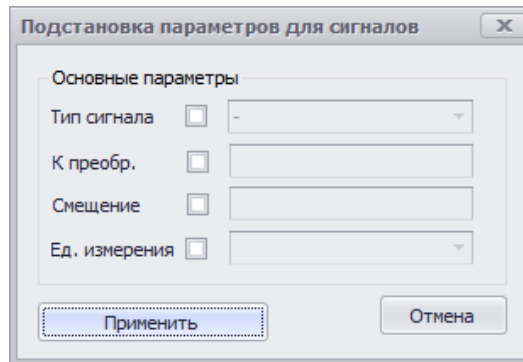 Подстановка параметров для сигналов
Основные параметры
Тип сигнала -
К преобр.
Смещение
Ед. измерения
Применить Отмена